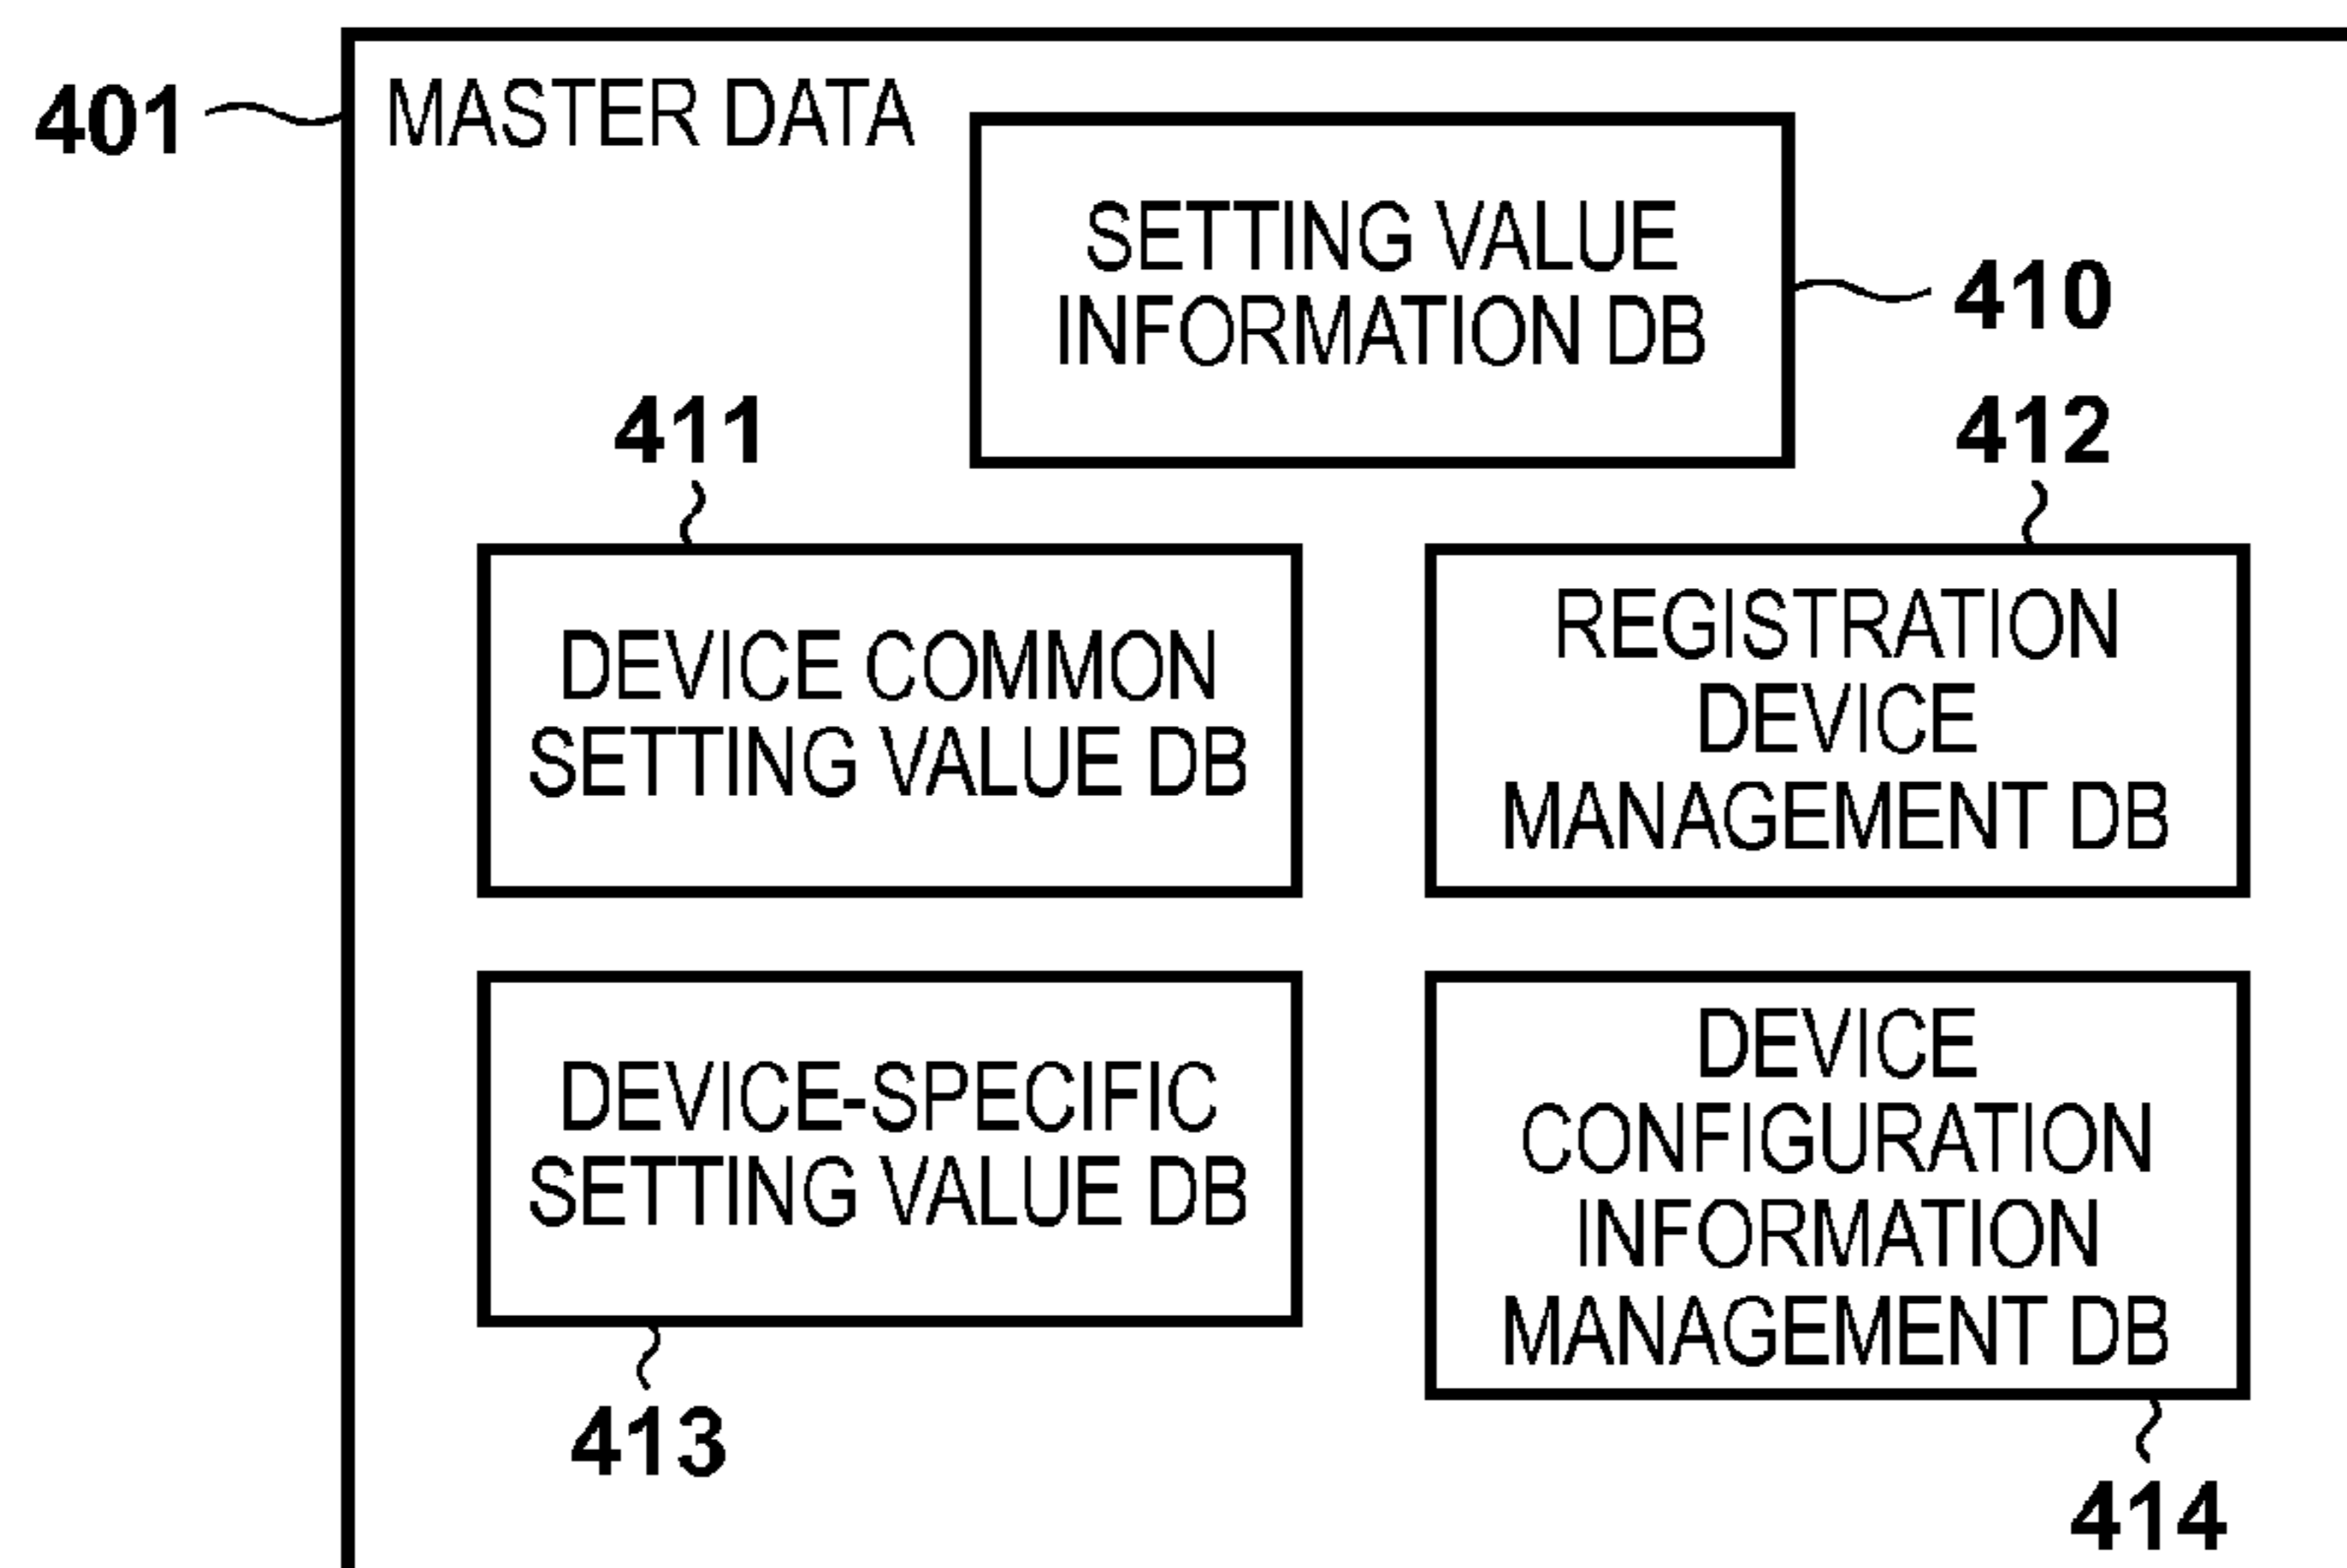 401
MASTER DATA
SETTING VALUE
INFORMATION DB
410
411
412
DEVICE COMMON
SETTING VALUE DB
REGISTRATION
DEVICE
MANAGEMENT DB
DEVICE-SPECIFIC
SETTING VALUE DB
413
DEVICE
CONFIGURATION
INFORMATION
MANAGEMENT DB
414